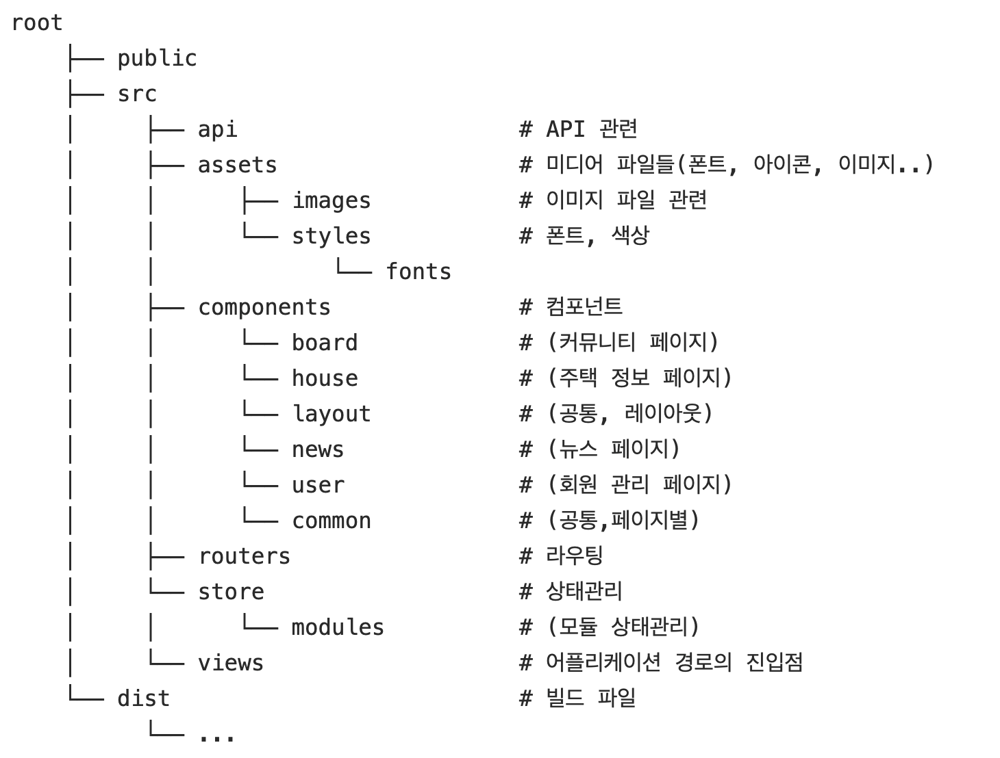 root
├── public
├── src
│     ├── api                     # API 관련
│     ├── assets                  # 미디어 파일들(폰트, 아이콘, 이미지..)
│     │      ├── images           # 이미지 파일 관련
│     │      └── styles           # 폰트, 색상
│     │             └── fonts
│     ├── components              # 컴포넌트
│     │      └── board            # (커뮤니티 페이지)
│     │      └── house            # (주택 정보 페이지)
│     │      └── layout           # (공통, 레이아웃)
│     │      └── news             # (뉴스 페이지)
│     │      └── user             # (회원 관리 페이지)
│     │      └── common           # (공통,페이지별)
│     ├── routers                 # 라우팅
│     └── store                   # 상태관리
│     │      └── modules          # (모듈 상태관리)
│     └── views                   # 어플리케이션 경로의 진입점
└── dist                          # 빌드 파일
      └── ...